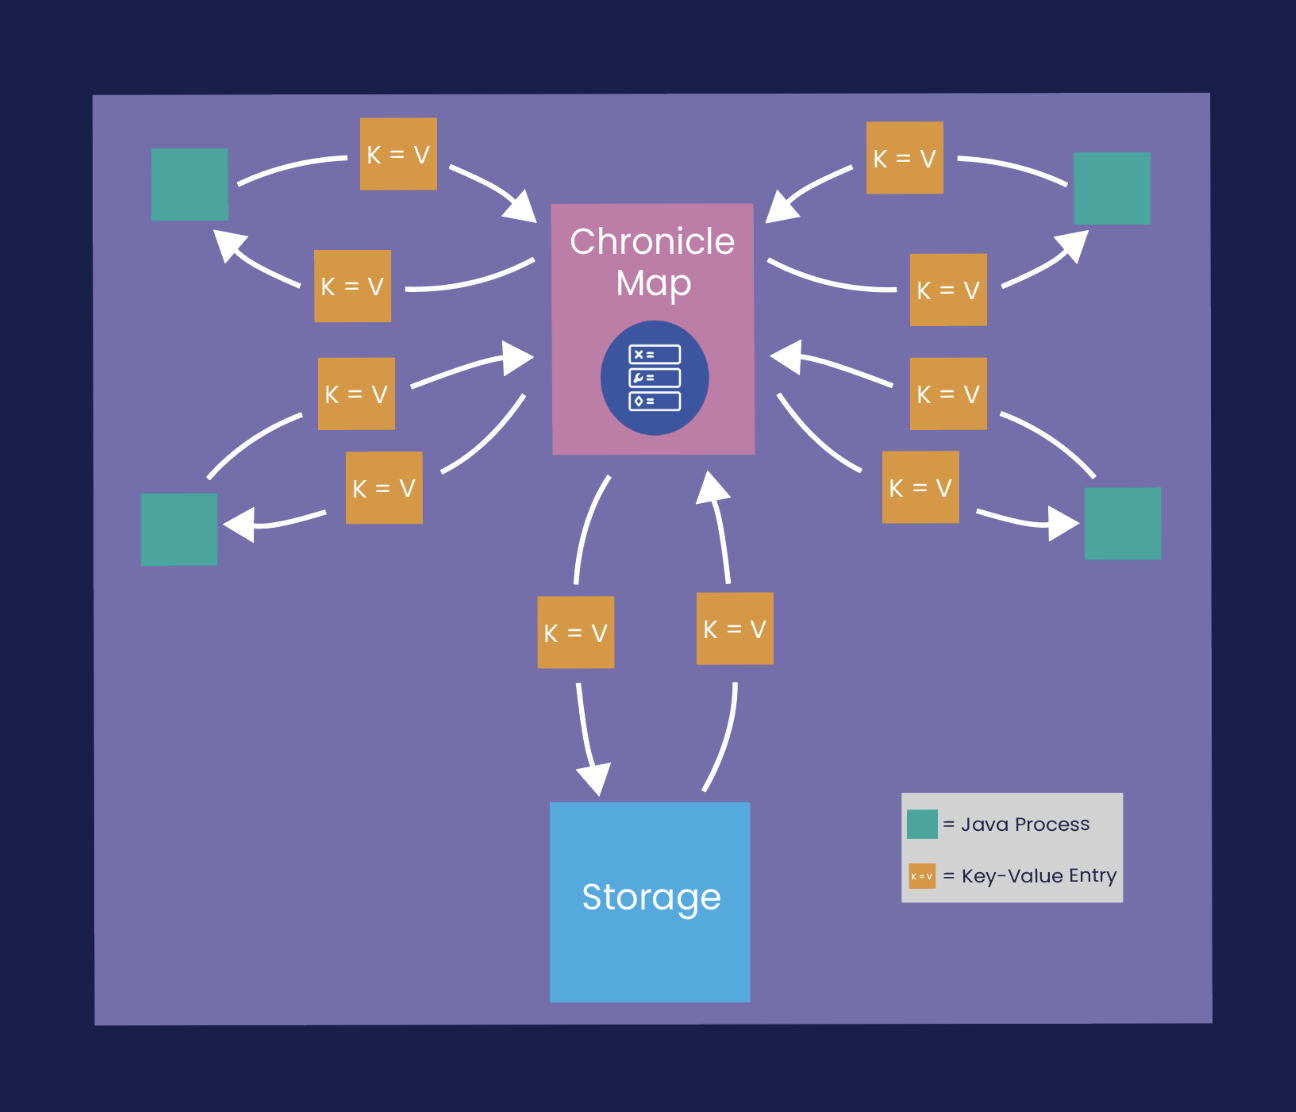 K = V
K = V
Chronicle
Map
K = V
K = V
× =
=
◇ =
K = V
K = V
K = V
K = V
K = V
K = V
Storage
= Java Process
K = V = Key-Value Entry